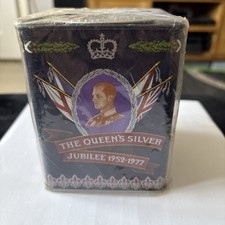 THE QUEEN'S SILVER
JUBILEE 1952-1977